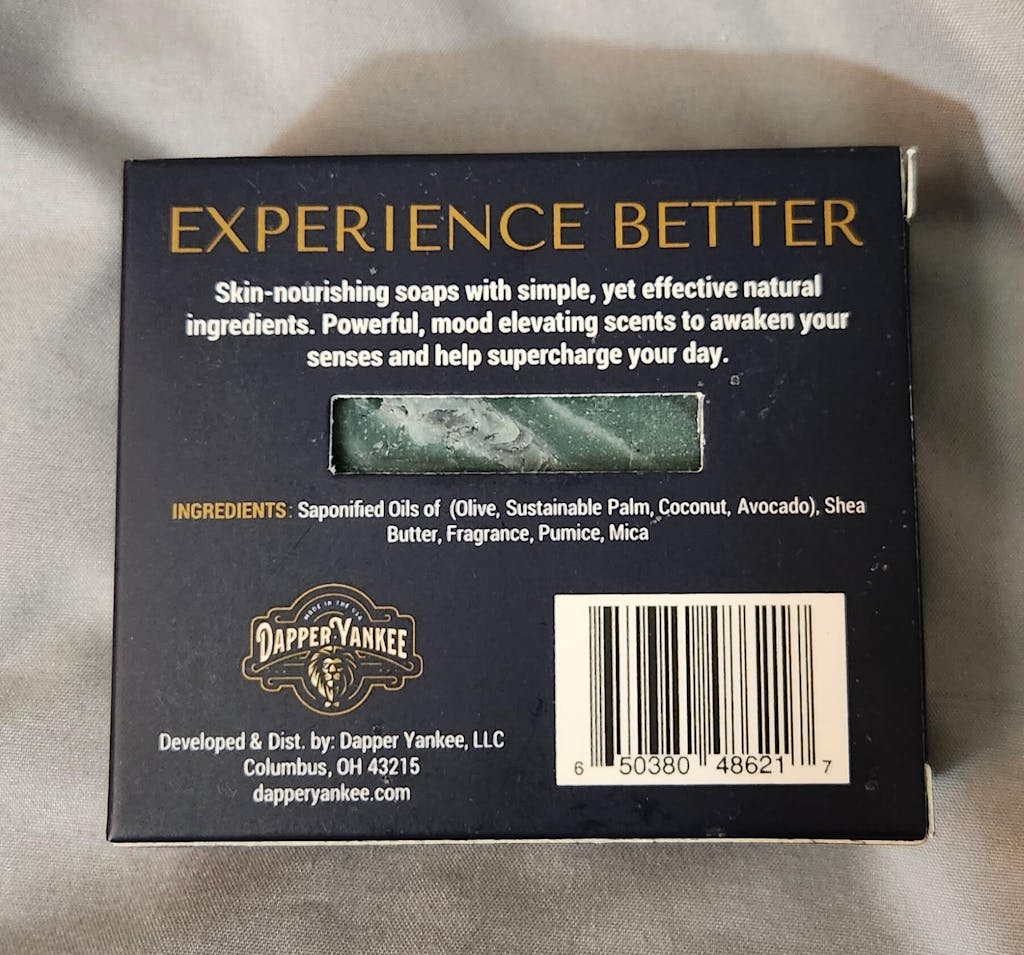 EXPERIENCE BETTER
Skin-nourishing soaps with simple, yet effective natural
ingredients. Powerful, mood elevating scents to awaken your
senses and help supercharge your day.
INGREDIENTS: Saponified Oils of (Olive, Sustainable Palm, Coconut, Avocado), Shea
Butter, Fragrance, Pumice, Mica
MADE IN THE USA
DAPPER YANKEE
Developed & Dist. by: Dapper Yankee, LLC
Columbus, OH 43215
dapperyankee.com
6 50380 48621 7